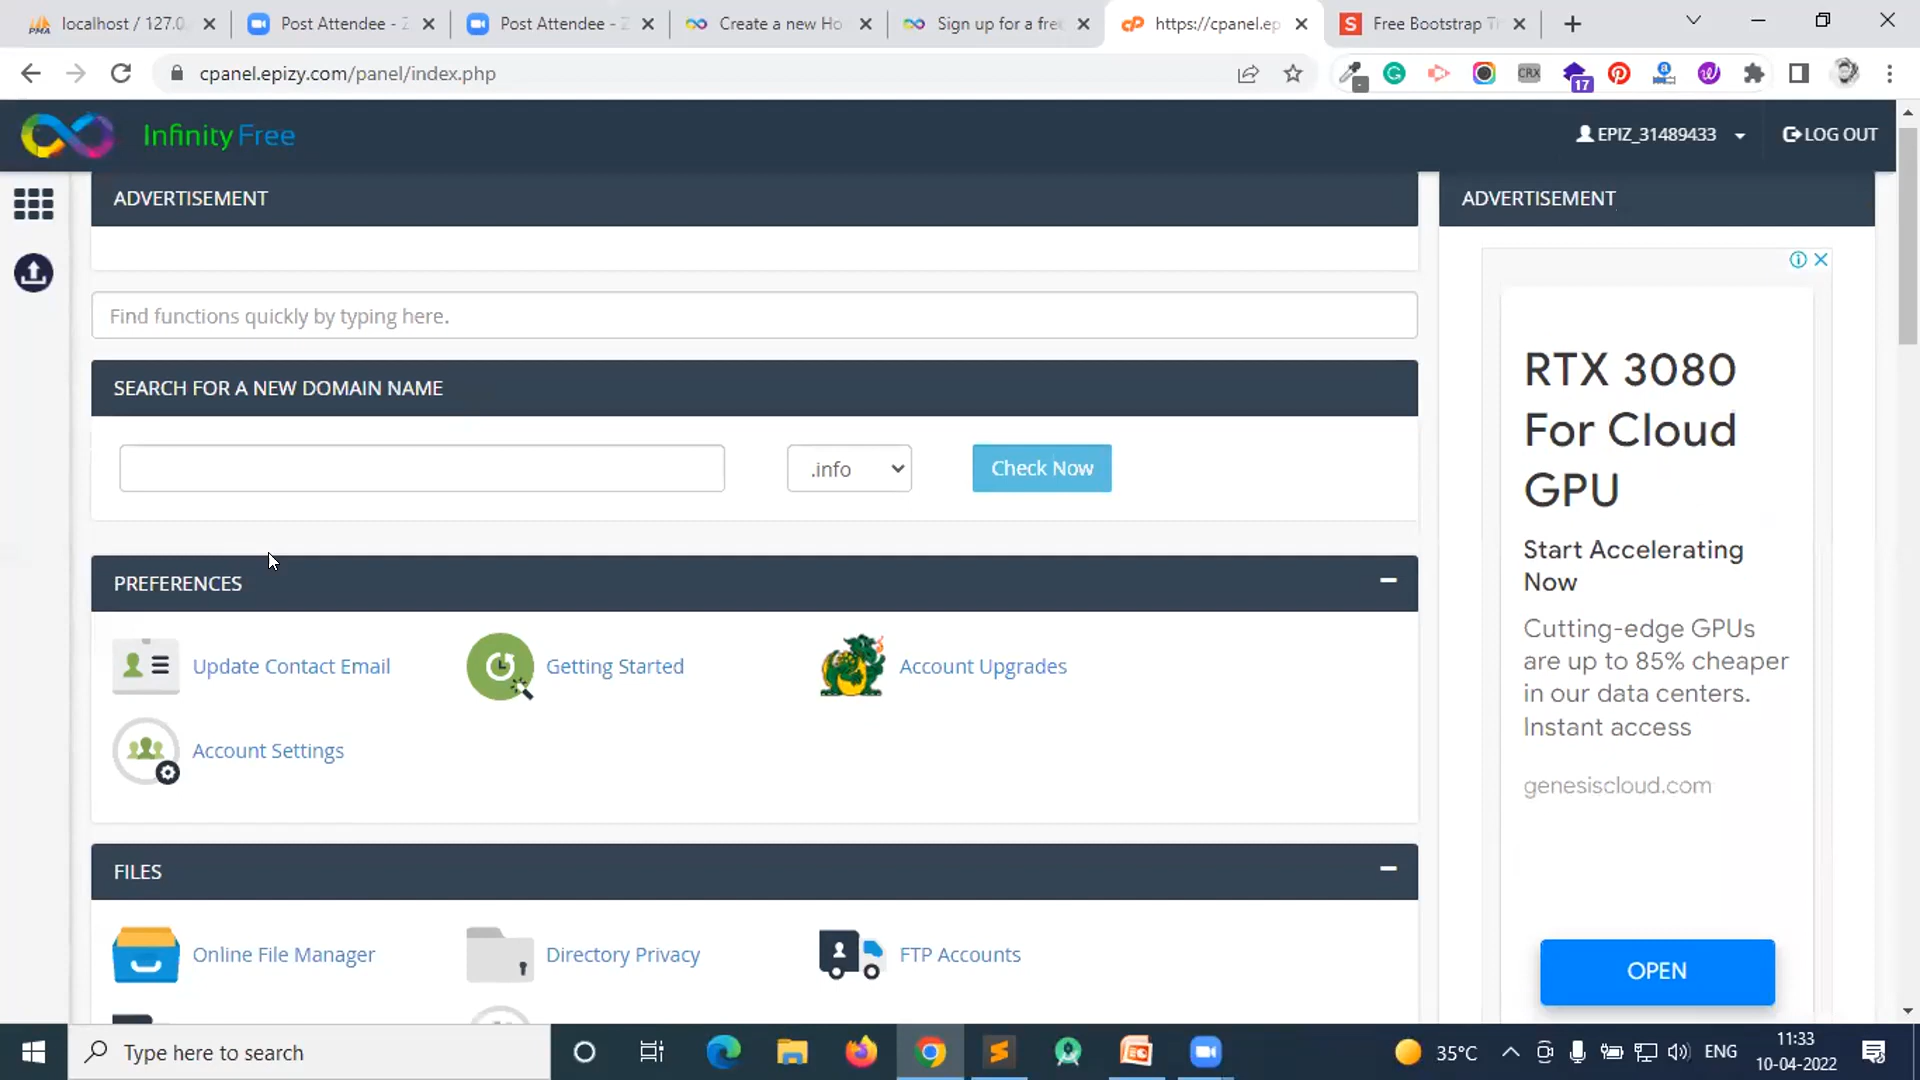 localhost / 127.0.
Post Attendee - Z
Post Attendee - Z
Create a new Ho
Sign up for a free
https://cpanel.ep
Free Bootstrap Th
cpanel.epizy.com/panel/index.php
CRX
17
Infinity Free
EPIZ_31489433
LOG OUT
ADVERTISEMENT
ADVERTISEMENT
Find functions quickly by typing here.
SEARCH FOR A NEW DOMAIN NAME
.info
Check Now
RTX 3080
For Cloud
GPU
Start Accelerating
Now
Cutting-edge GPUs
are up to 85% cheaper
in our data centers.
Instant access
genesiscloud.com
OPEN
PREFERENCES
Update Contact Email
Getting Started
Account Upgrades
Account Settings
FILES
Online File Manager
Directory Privacy
FTP Accounts
Type here to search
35°C
ENG
11:33
10-04-2022